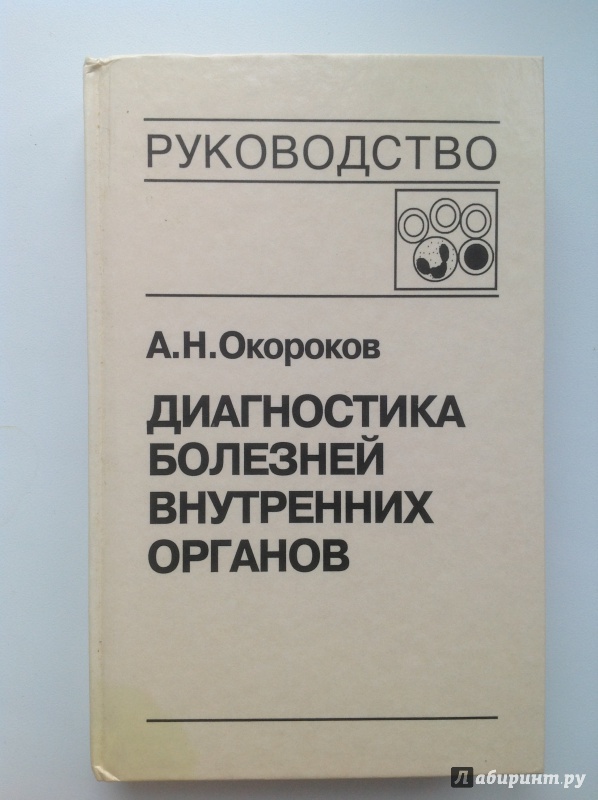 РУКОВОДСТВО
А.Н.Окороков
ДИАГНОСТИКА
БОЛЕЗНЕЙ
ВНУТРЕННИХ
ОРГАНОВ
Лабиринт.ру